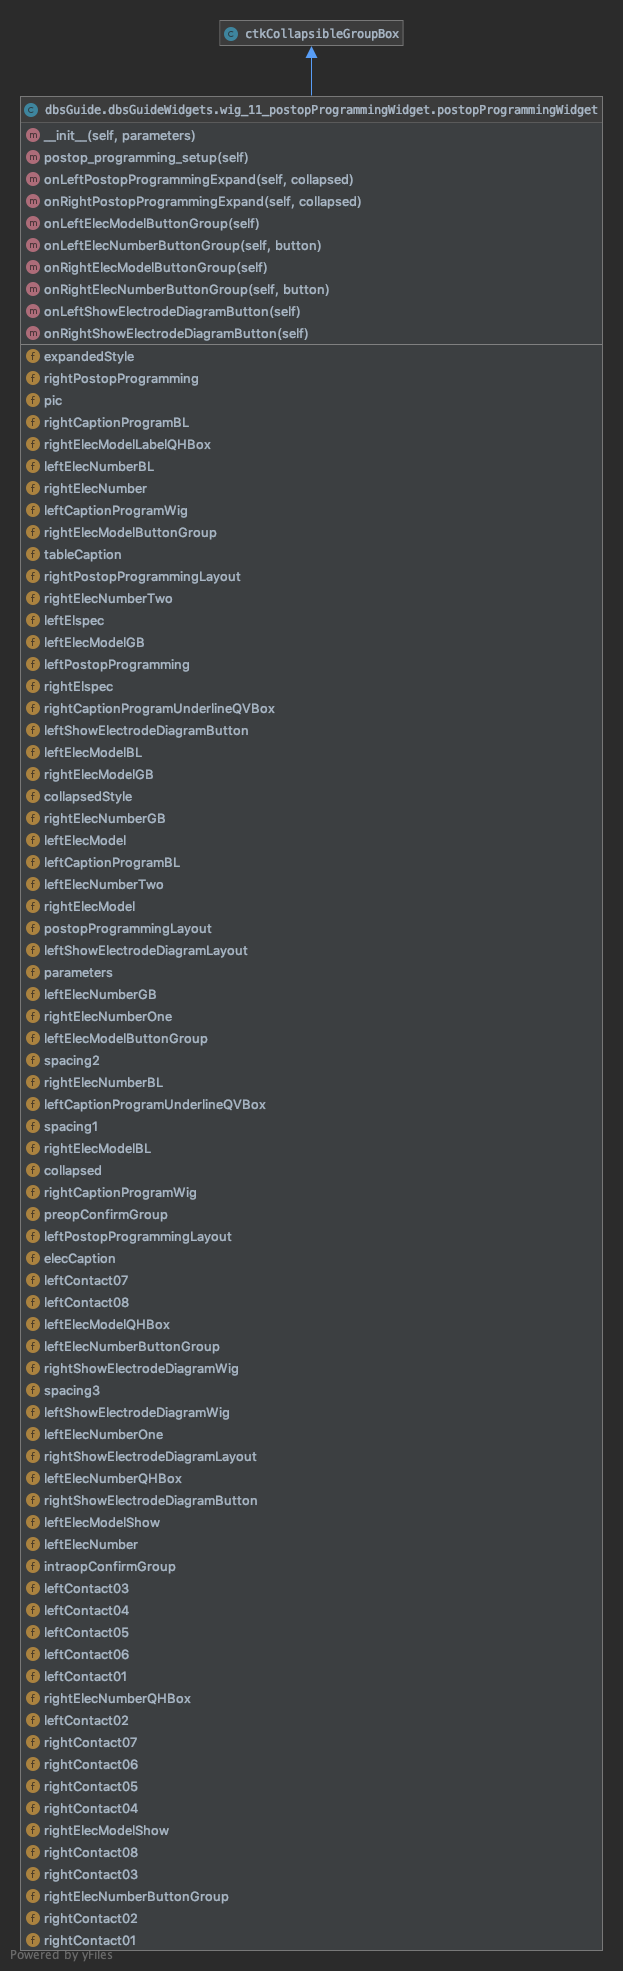 C ctkCollapsibleGroupBox
C dbsGuide.dbsGuideWidgets.wig_11_postopProgrammingWidget.postopProgrammingWidget
m __init__(self, parameters)
m postop_programming_setup(self)
m onLeftPostopProgrammingExpand(self, collapsed)
m onRightPostopProgrammingExpand(self, collapsed)
m onLeftElecModelButtonGroup(self)
m onLeftElecNumberButtonGroup(self, button)
m onRightElecModelButtonGroup(self)
m onRightElecNumberButtonGroup(self, button)
m onLeftShowElectrodeDiagramButton(self)
m onRightShowElectrodeDiagramButton(self)
f expandedStyle
f rightPostopProgramming
f pic
f rightCaptionProgramBL
f rightElecModelLabelQHBox
f leftElecNumberBL
f rightElecNumber
f leftCaptionProgramWig
f rightElecModelButtonGroup
f tableCaption
f rightPostopProgrammingLayout
f rightElecNumberTwo
f leftElspec
f leftElecModelGB
f leftPostopProgramming
f rightElspec
f rightCaptionProgramUnderlineQVBox
f leftShowElectrodeDiagramButton
f leftElecModelBL
f rightElecModelGB
f collapsedStyle
f rightElecNumberGB
f leftElecModel
f leftCaptionProgramBL
f leftElecNumberTwo
f rightElecModel
f postopProgrammingLayout
f leftShowElectrodeDiagramLayout
f parameters
f leftElecNumberGB
f rightElecNumberOne
f leftElecModelButtonGroup
f spacing2
f rightElecNumberBL
f leftCaptionProgramUnderlineQVBox
f spacing1
f rightElecModelBL
f collapsed
f rightCaptionProgramWig
f preopConfirmGroup
f leftPostopProgrammingLayout
f elecCaption
f leftContact07
f leftContact08
f leftElecModelQHBox
f leftElecNumberButtonGroup
f rightShowElectrodeDiagramWig
f spacing3
f leftShowElectrodeDiagramWig
f leftElecNumberOne
f rightShowElectrodeDiagramLayout
f leftElecNumberQHBox
f rightShowElectrodeDiagramButton
f leftElecModelShow
f leftElecNumber
f intraopConfirmGroup
f leftContact03
f leftContact04
f leftContact05
f leftContact06
f leftContact01
f rightElecNumberQHBox
f leftContact02
f rightContact07
f rightContact06
f rightContact05
f rightContact04
f rightElecModelShow
f rightContact08
f rightContact03
f rightElecNumberButtonGroup
f rightContact02
f rightContact01
Powered by yFiles